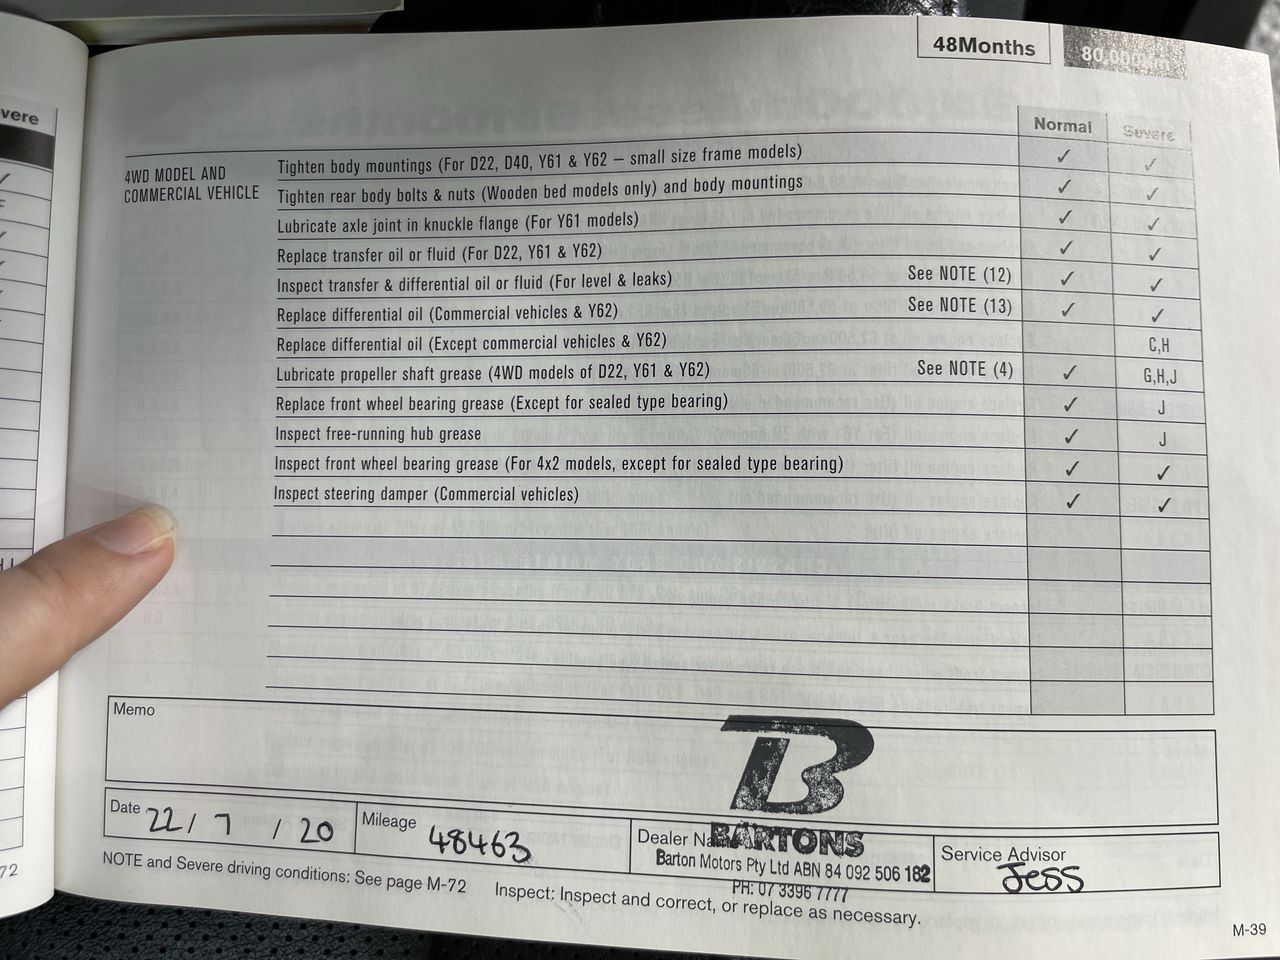 vere
48Months
80,000km
Normal
Severe
4WD MODEL AND
COMMERCIAL VEHICLE
Tighten body mountings (For D22, D40, Y61 & Y62 – small size frame models) ✓ ✓
Tighten rear body bolts & nuts (Wooden bed models only) and body mountings ✓ ✓
Lubricate axle joint in knuckle flange (For Y61 models) ✓ ✓
Replace transfer oil or fluid (For D22, Y61 & Y62) ✓ ✓
Inspect transfer & differential oil or fluid (For level & leaks) See NOTE (12) ✓ ✓
Replace differential oil (Commercial vehicles & Y62) See NOTE (13) ✓ ✓
Replace differential oil (Except commercial vehicles & Y62) C,H
Lubricate propeller shaft grease (4WD models of D22, Y61 & Y62) See NOTE (4) ✓ G,H,J
Replace front wheel bearing grease (Except for sealed type bearing) ✓ J
Inspect free-running hub grease ✓ J
Inspect front wheel bearing grease (For 4x2 models, except for sealed type bearing) ✓ ✓
Inspect steering damper (Commercial vehicles) ✓ ✓
Memo
B
Date 22/7/20
Mileage 48463
Dealer Name
BARTONS
Barton Motors Pty Ltd ABN 84 092 506 182
PH: 07 3396 7777
Service Advisor
Jess
NOTE and Severe driving conditions: See page M-72
Inspect: Inspect and correct, or replace as necessary.
72
M-39